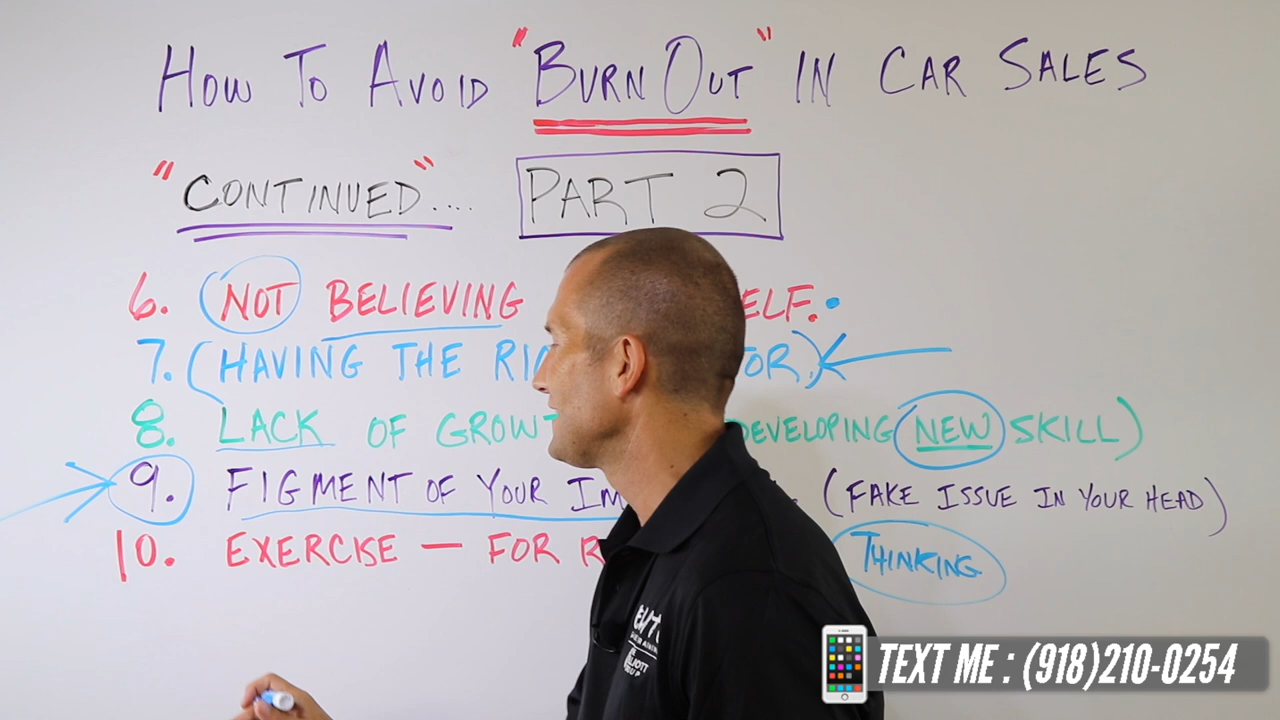 How To Avoid "Burn Out" In Car Sales
"Continued".... Part 2
6. (Not Believing ELF.
7. (Having The Ri TOR)
8. Lack of Growt Developing New Skill)
9. Figment of Your Im (Fake Issue In Your Head)
10. Exercise — For R Thinking
TEXT ME : (918)210-0254